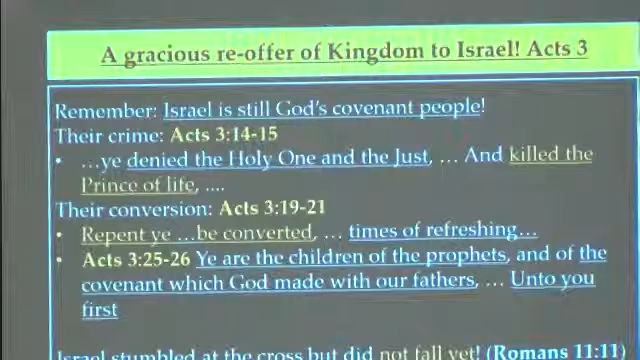 A gracious re-offer of Kingdom to Israel! Acts 3
Remember: Israel is still God's covenant people!
Their crime: Acts 3:14-15
• …ye denied the Holy One and the Just, … And killed the
Prince of life, ....
Their conversion: Acts 3:19-21
• Repent ye …be converted, … times of refreshing…
• Acts 3:25-26 Ye are the children of the prophets, and of the
covenant which God made with our fathers, … Unto you
first
Israel stumbled at the cross but did not fall yet! (Romans 11:11)